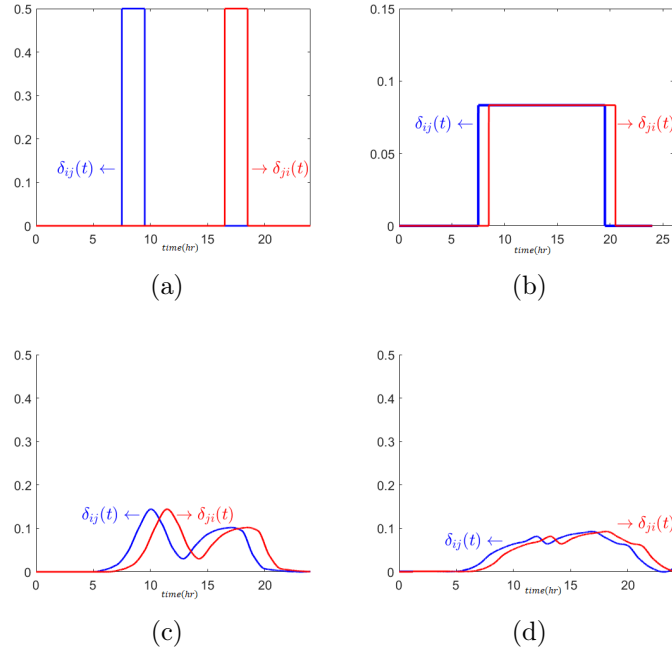 0.5
0.4
0.3
0.2
0.1
0
0 5 10 15 20
δij(t) ←
→ δji(t)
time(hr)
(a)
0.15
0.1
0.05
0
0 5 10 15 20 25
δij(t) ←
→ δji(t)
time(hr)
(b)
0.5
0.4
0.3
0.2
0.1
0
0 5 10 15 20
δij(t) ←
→ δji(t)
time(hr)
(c)
0.5
0.4
0.3
0.2
0.1
0
0 5 10 15 20
δij(t) ←
→ δji(t)
time(hr)
(d)